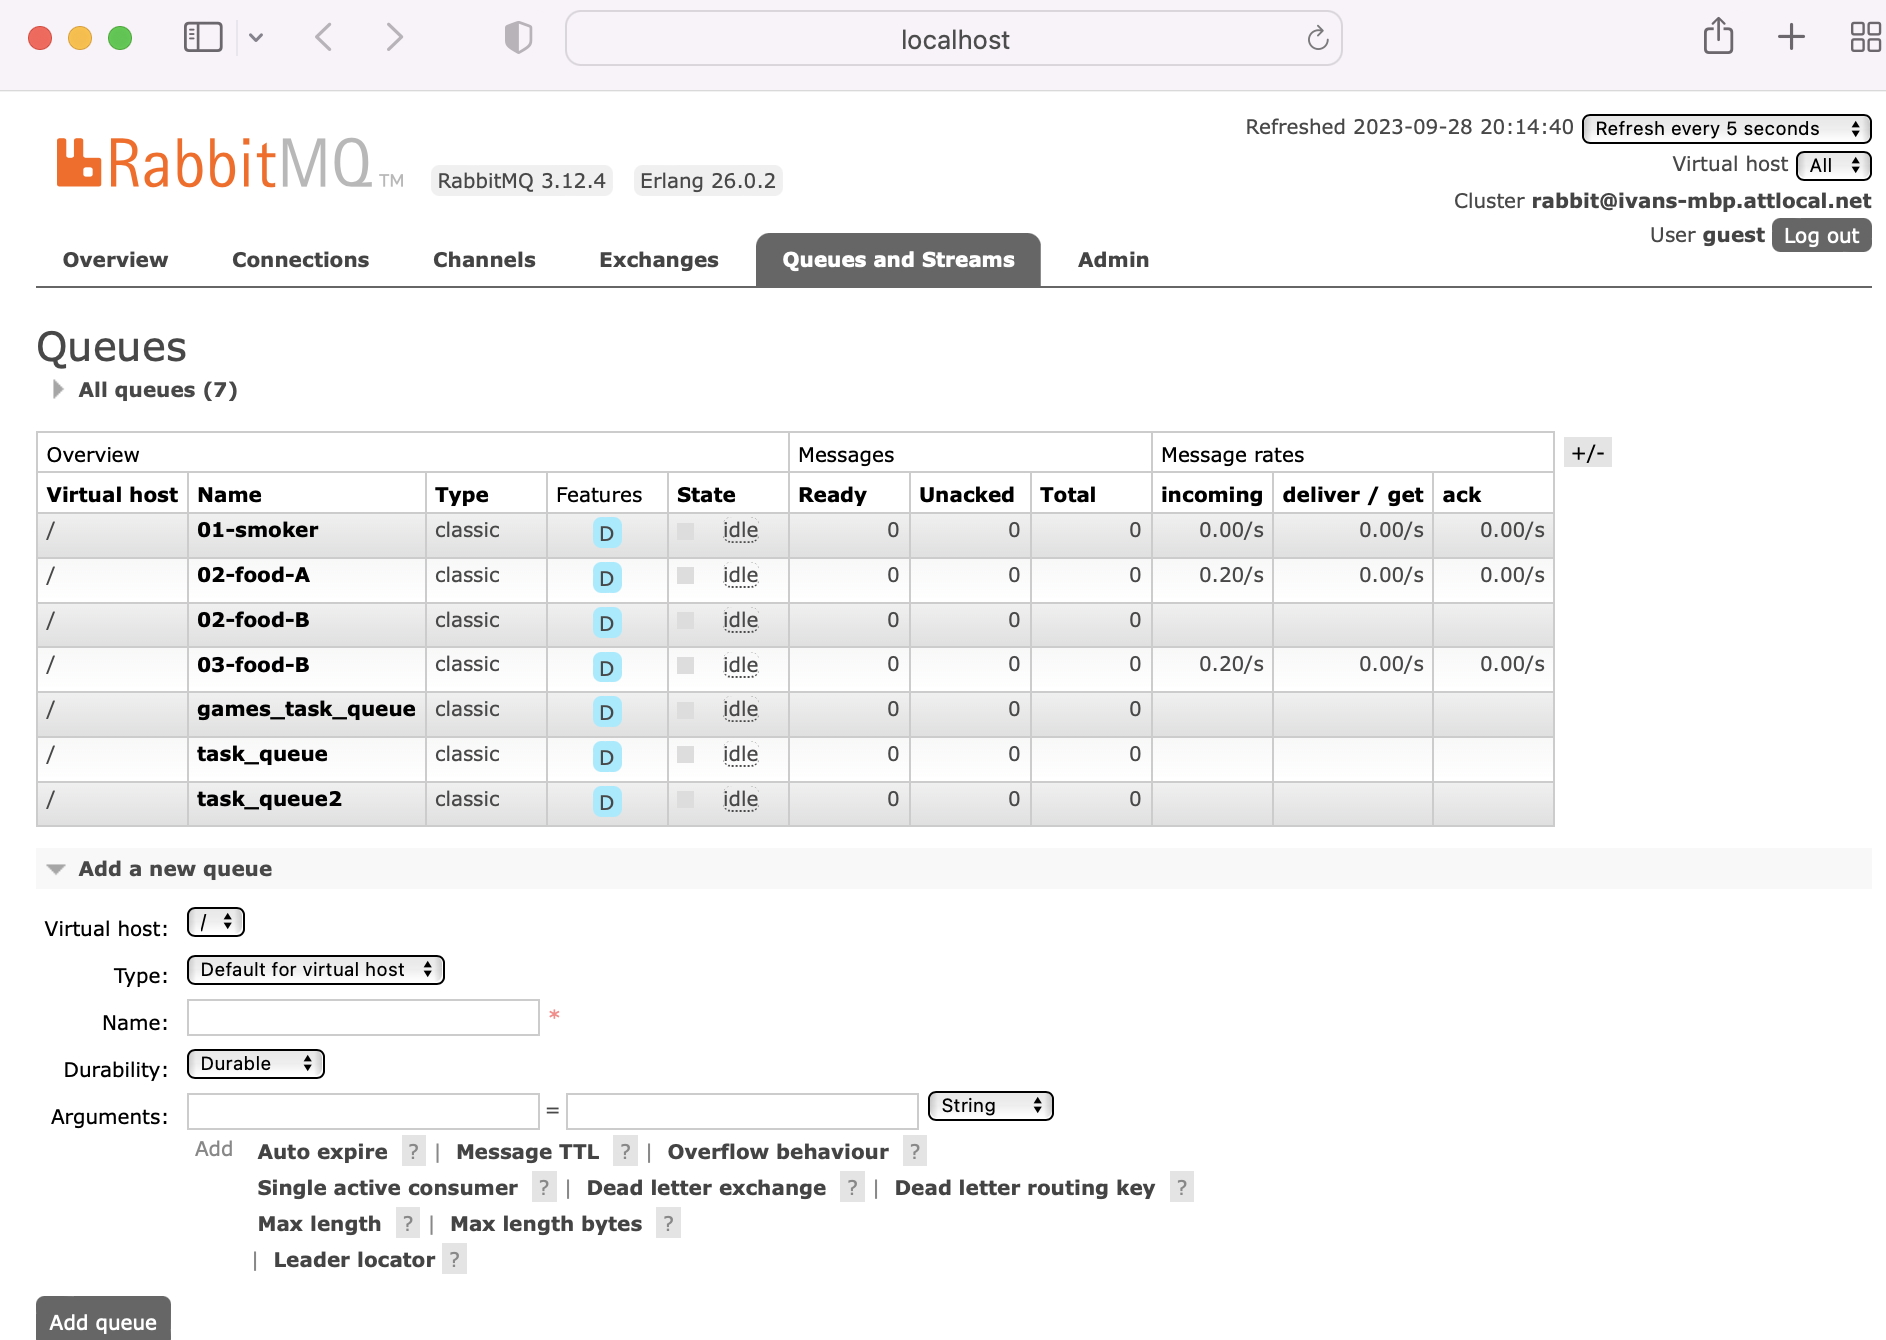 localhost
Refreshed 2023-09-28 20:14:40 Refresh every 5 seconds
Virtual host All
Cluster rabbit@ivans-mbp.attlocal.net
User guest Log out
RabbitMQ TM RabbitMQ 3.12.4 Erlang 26.0.2
Overview Connections Channels Exchanges Queues and Streams Admin
Queues
All queues (7)
Overview Messages Message rates +/-
Virtual host Name Type Features State Ready Unacked Total incoming deliver / get ack
/ 01-smoker classic D idle 0 0 0 0.00/s 0.00/s 0.00/s
/ 02-food-A classic D idle 0 0 0 0.20/s 0.00/s 0.00/s
/ 02-food-B classic D idle 0 0 0
/ 03-food-B classic D idle 0 0 0 0.20/s 0.00/s 0.00/s
/ games_task_queue classic D idle 0 0 0
/ task_queue classic D idle 0 0 0
/ task_queue2 classic D idle 0 0 0
Add a new queue
Virtual host: /
Type: Default for virtual host
Name: *
Durability: Durable
Arguments: = String
Add Auto expire ? | Message TTL ? | Overflow behaviour ?
Single active consumer ? | Dead letter exchange ? | Dead letter routing key ?
Max length ? | Max length bytes ?
| Leader locator ?
Add queue